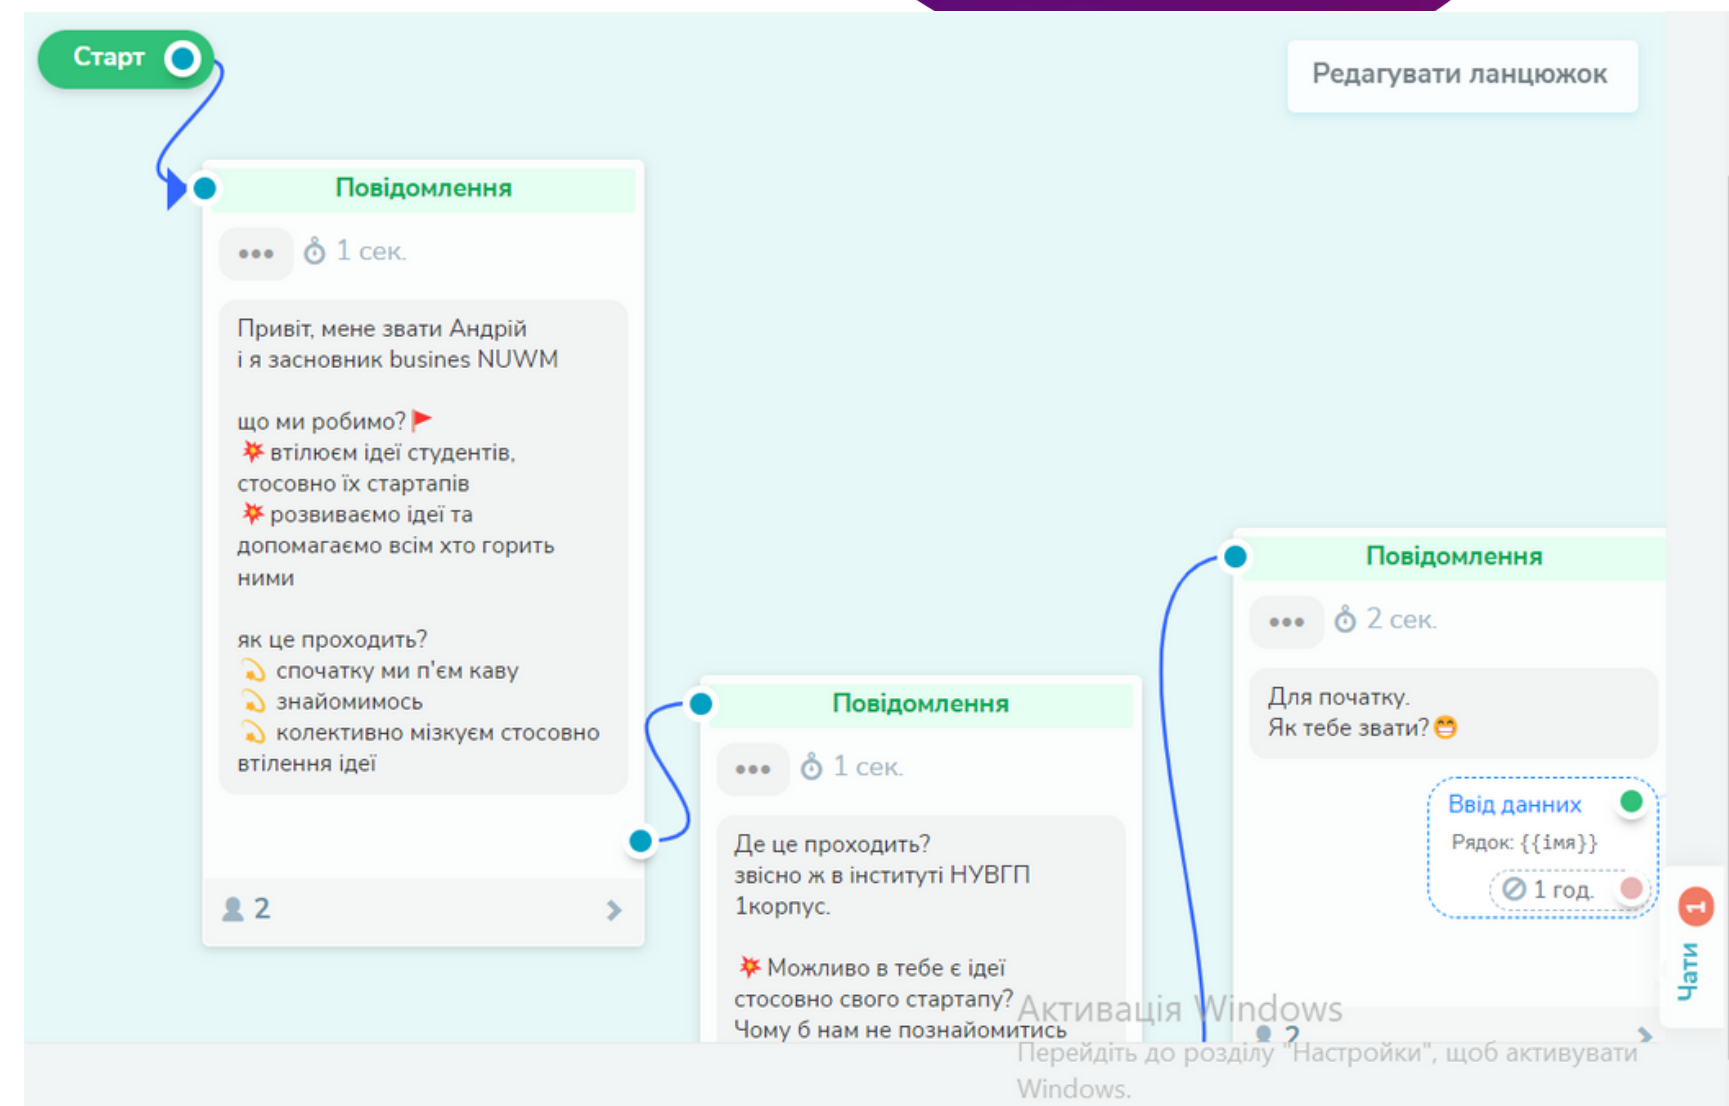 Старт
Редагувати ланцюжок
Повідомлення
1 сек.
Привіт, мене звати Андрій
і я засновник busines NUWM
що ми робимо?
втілюєм ідеї студентів,
стосовно їх стартапів
розвиваємо ідеї та
допомагаємо всім хто горить
ними
як це проходить?
спочатку ми п'єм каву
знайомимось
колективно мізкуєм стосовно
втілення ідеї
2
Повідомлення
1 сек.
Де це проходить?
звісно ж в інституті НУВГП
1корпус.
Можливо в тебе є ідеї
стосовно свого стартапу?
Чому б нам не познайомитись
Повідомлення
2 сек.
Для початку.
Як тебе звати?
Ввід данних
Рядок: {{імя}}
1 год.
2
Чати 1
Активація Windows
Перейдіть до розділу "Настройки", щоб активувати
Windows.